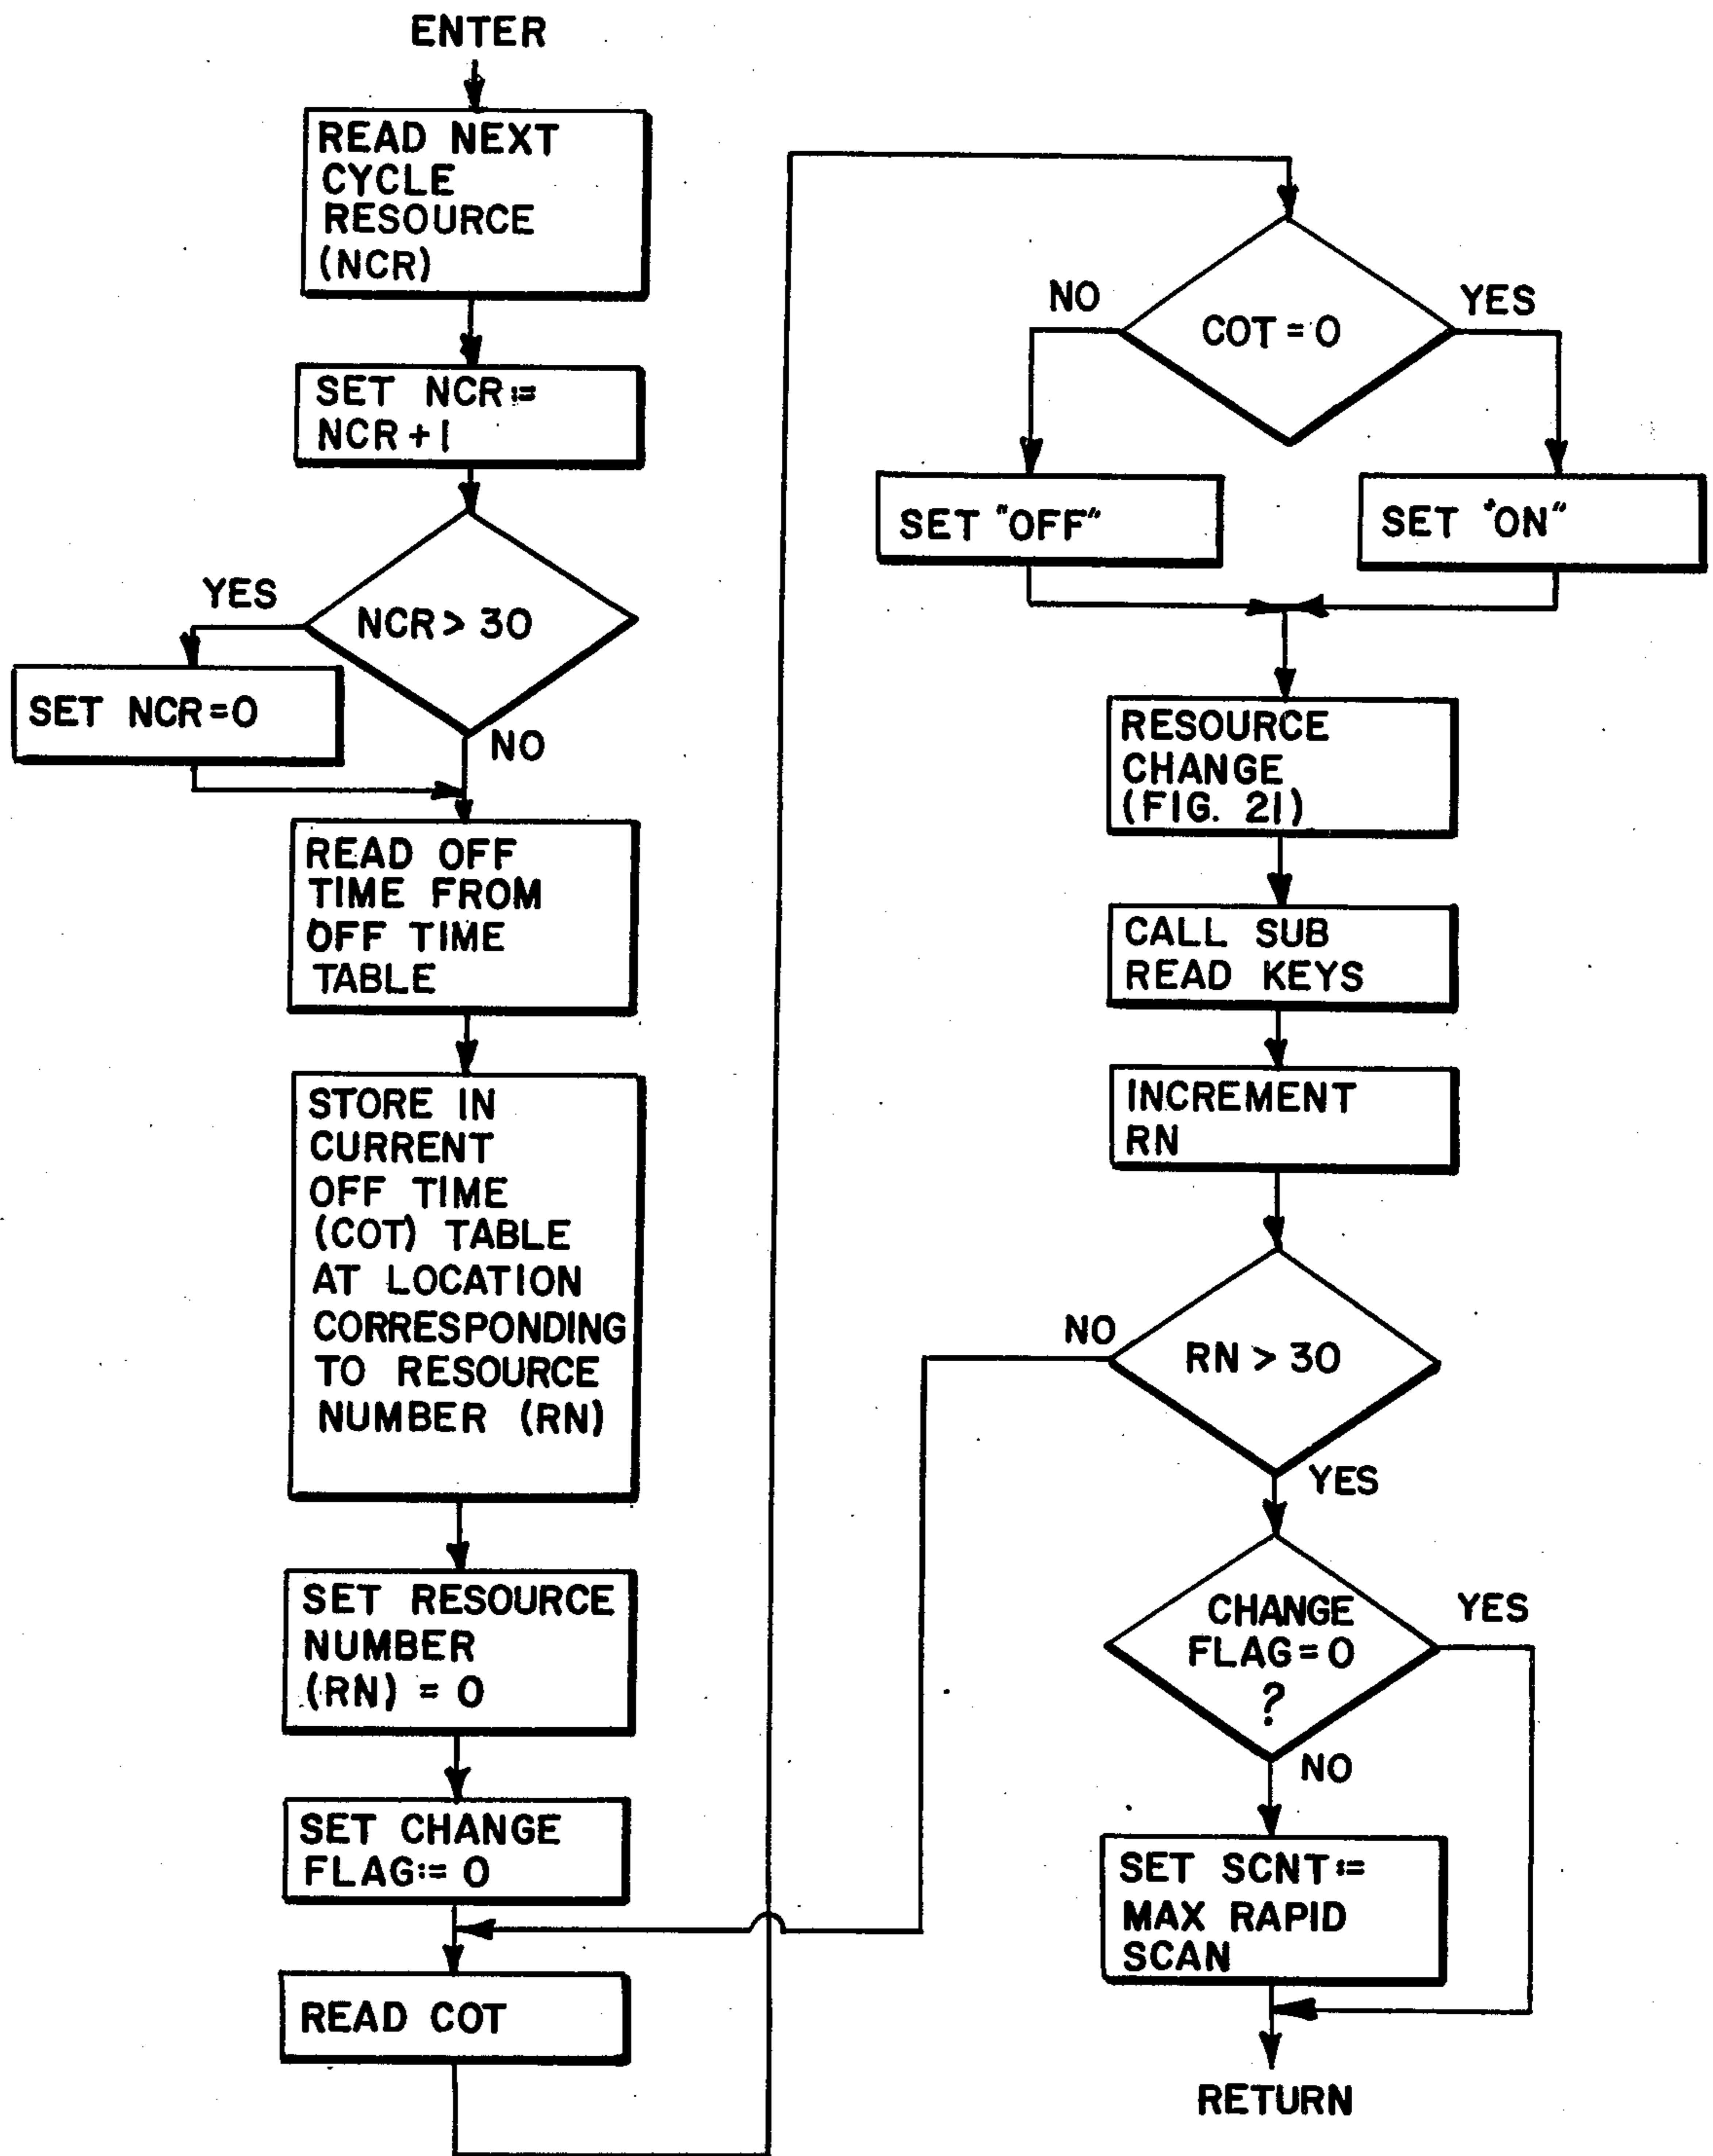 ENTER
READ NEXT
CYCLE
RESOURCE
(NCR)
SET NCR:=
NCR+1
NCR > 30
YES
NO
SET NCR=0
READ OFF
TIME FROM
OFF TIME
TABLE
STORE IN
CURRENT
OFF TIME
(COT) TABLE
AT LOCATION
CORRESPONDING
TO RESOURCE
NUMBER (RN)
SET RESOURCE
NUMBER
(RN) = 0
SET CHANGE
FLAG:= 0
READ COT
COT = 0
NO
YES
SET "OFF"
SET "ON"
RESOURCE
CHANGE
(FIG. 21)
CALL SUB
READ KEYS
INCREMENT
RN
RN > 30
NO
YES
CHANGE
FLAG = 0
?
YES
NO
SET SCNT:=
MAX RAPID
SCAN
RETURN